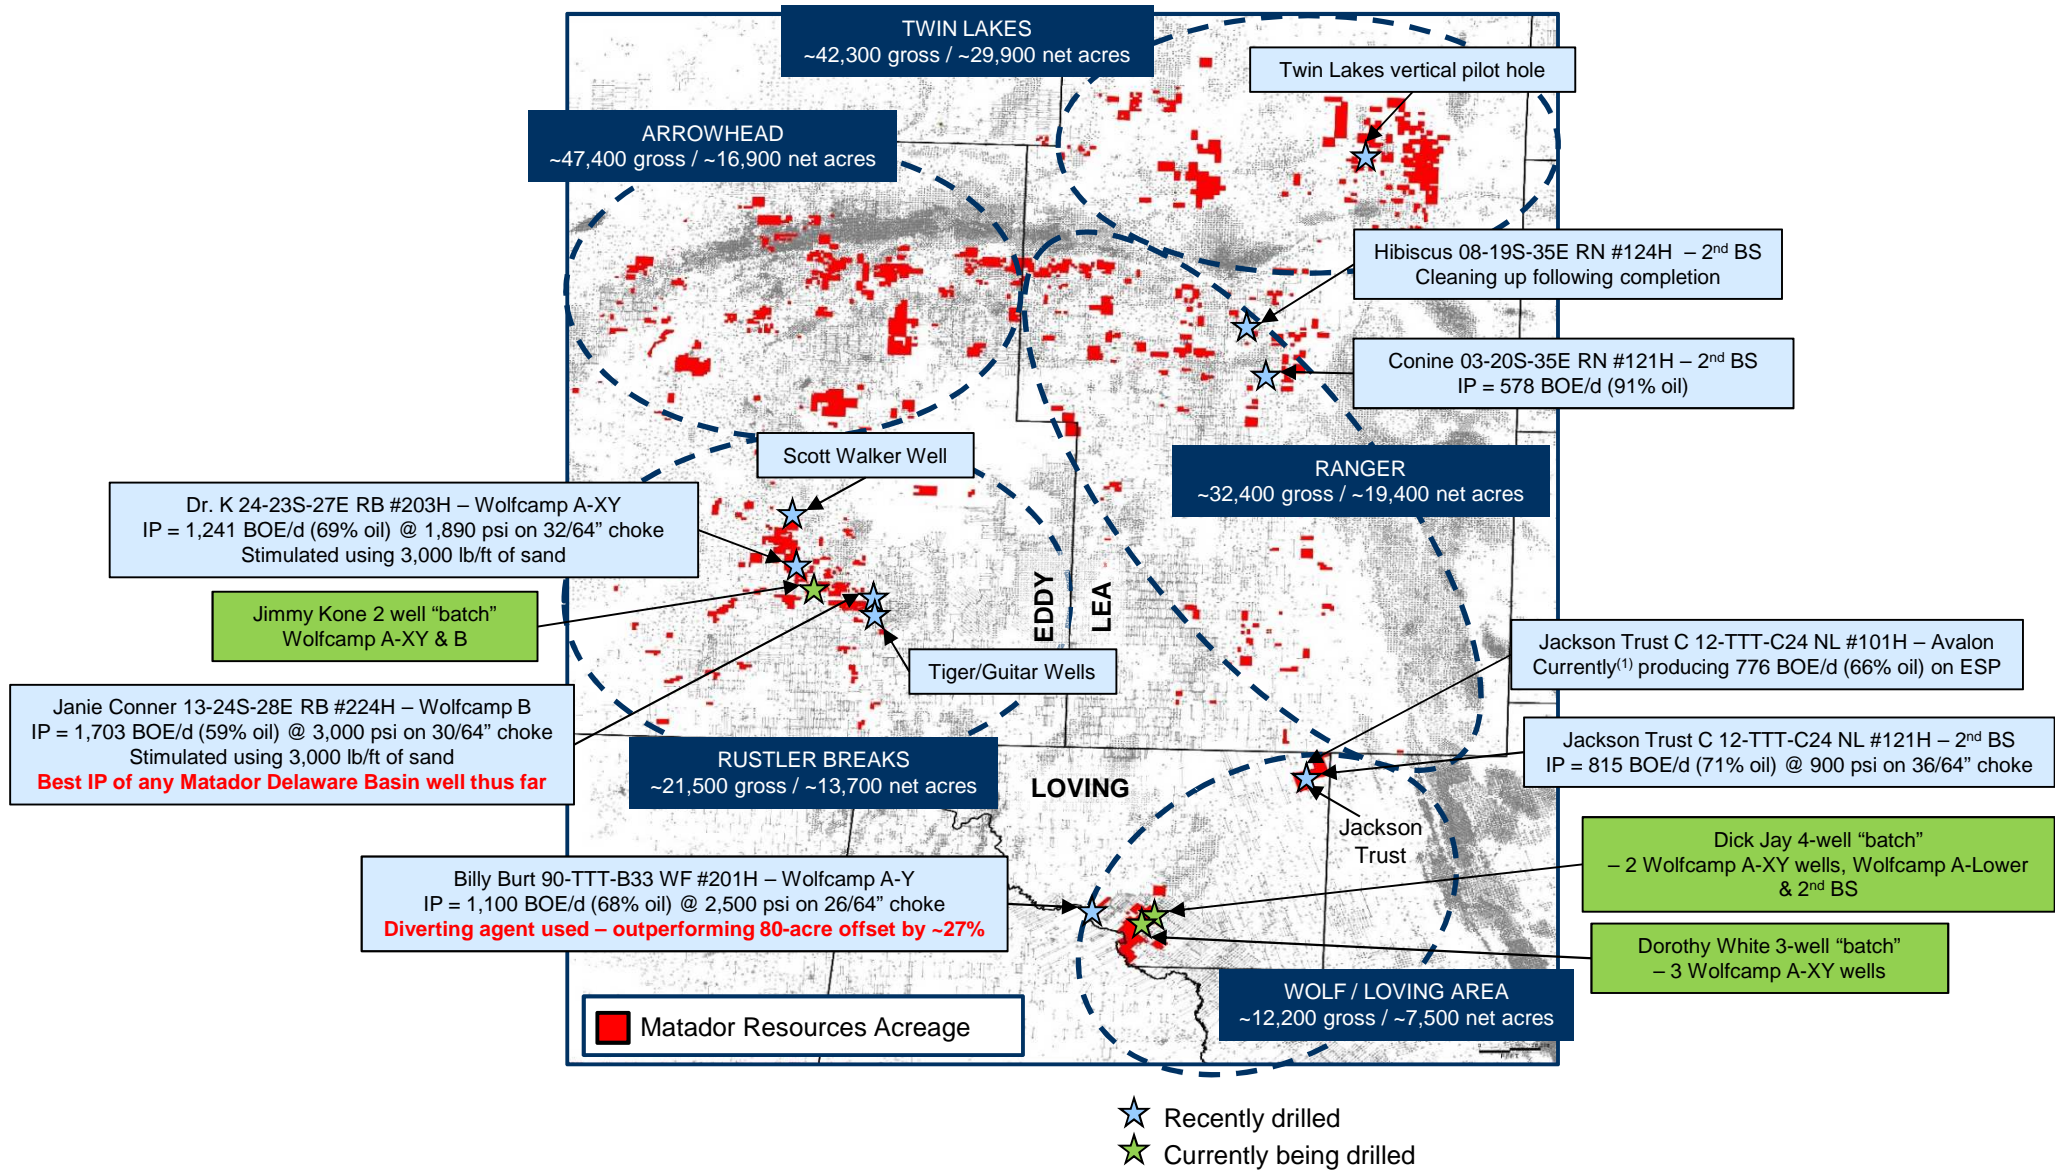 TWIN LAKES
~42,300 gross / ~29,900 net acres
Twin Lakes vertical pilot hole
ARROWHEAD
~47,400 gross / ~16,900 net acres
Hibiscus 08-19S-35E RN #124H – 2nd BS
Cleaning up following completion
Conine 03-20S-35E RN #121H – 2nd BS
IP = 578 BOE/d (91% oil)
Scott Walker Well
RANGER
~32,400 gross / ~19,400 net acres
Dr. K 24-23S-27E RB #203H – Wolfcamp A-XY
IP = 1,241 BOE/d (69% oil) @ 1,890 psi on 32/64” choke
Stimulated using 3,000 lb/ft of sand
EDDY
LEA
Jimmy Kone 2 well “batch”
Wolfcamp A-XY & B
Tiger/Guitar Wells
Jackson Trust C 12-TTT-C24 NL #101H – Avalon
Currently(1) producing 776 BOE/d (66% oil) on ESP
Janie Conner 13-24S-28E RB #224H – Wolfcamp B
IP = 1,703 BOE/d (59% oil) @ 3,000 psi on 30/64” choke
Stimulated using 3,000 lb/ft of sand
Best IP of any Matador Delaware Basin well thus far
RUSTLER BREAKS
~21,500 gross / ~13,700 net acres
LOVING
Jackson Trust C 12-TTT-C24 NL #121H – 2nd BS
IP = 815 BOE/d (71% oil) @ 900 psi on 36/64” choke
Jackson
Trust
Dick Jay 4-well “batch”
– 2 Wolfcamp A-XY wells, Wolfcamp A-Lower
& 2nd BS
Billy Burt 90-TTT-B33 WF #201H – Wolfcamp A-Y
IP = 1,100 BOE/d (68% oil) @ 2,500 psi on 26/64” choke
Diverting agent used – outperforming 80-acre offset by ~27%
Dorothy White 3-well “batch”
– 3 Wolfcamp A-XY wells
WOLF / LOVING AREA
~12,200 gross / ~7,500 net acres
Matador Resources Acreage
Recently drilled
Currently being drilled